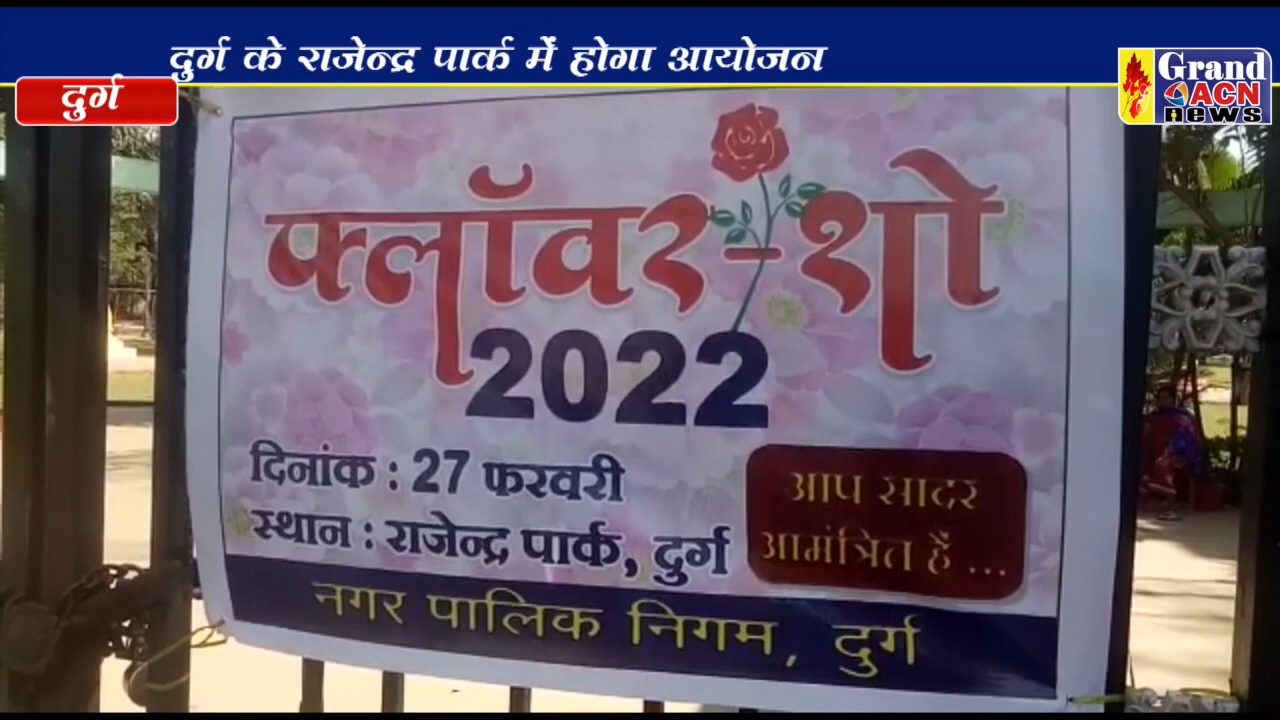 दुर्ग के राजेन्द्र पार्क में होगा आयोजन
दुर्ग
Grand
ACN
news
फ्लॉवर-शो
2022
दिनांक : 27 फरवरी
स्थान : राजेन्द्र पार्क, दुर्ग
आप सादर
आमंत्रित हैं ...
नगर पालिक निगम, दुर्ग